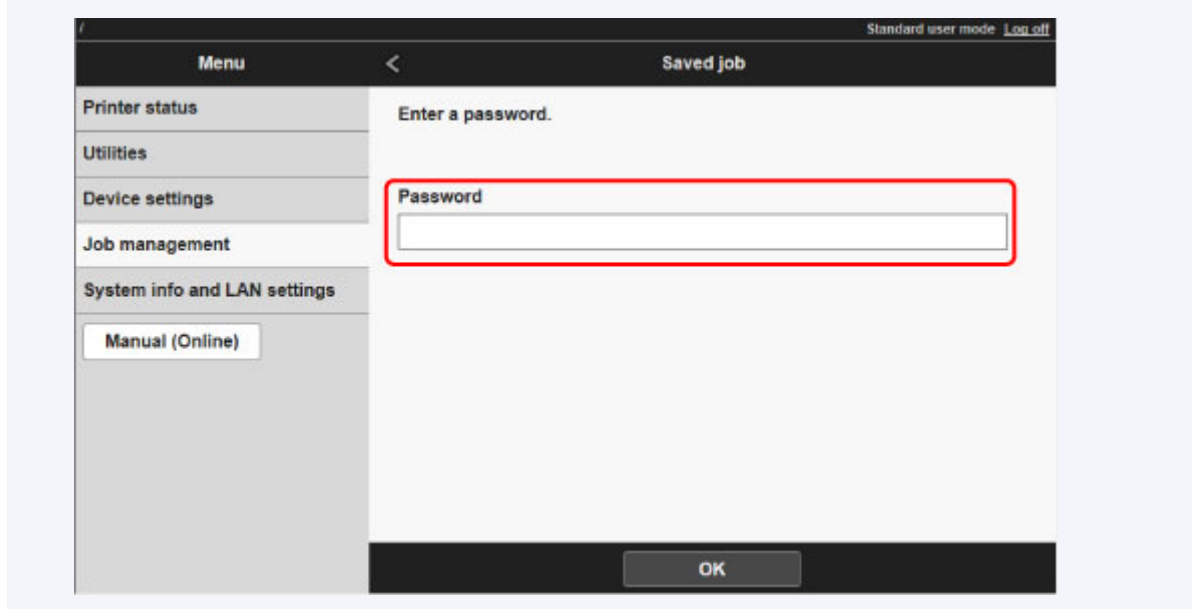 /
Standard user mode Log off
Menu
< Saved job
Printer status
Utilities
Device settings
Job management
System info and LAN settings
Manual (Online)
Enter a password.
Password
OK